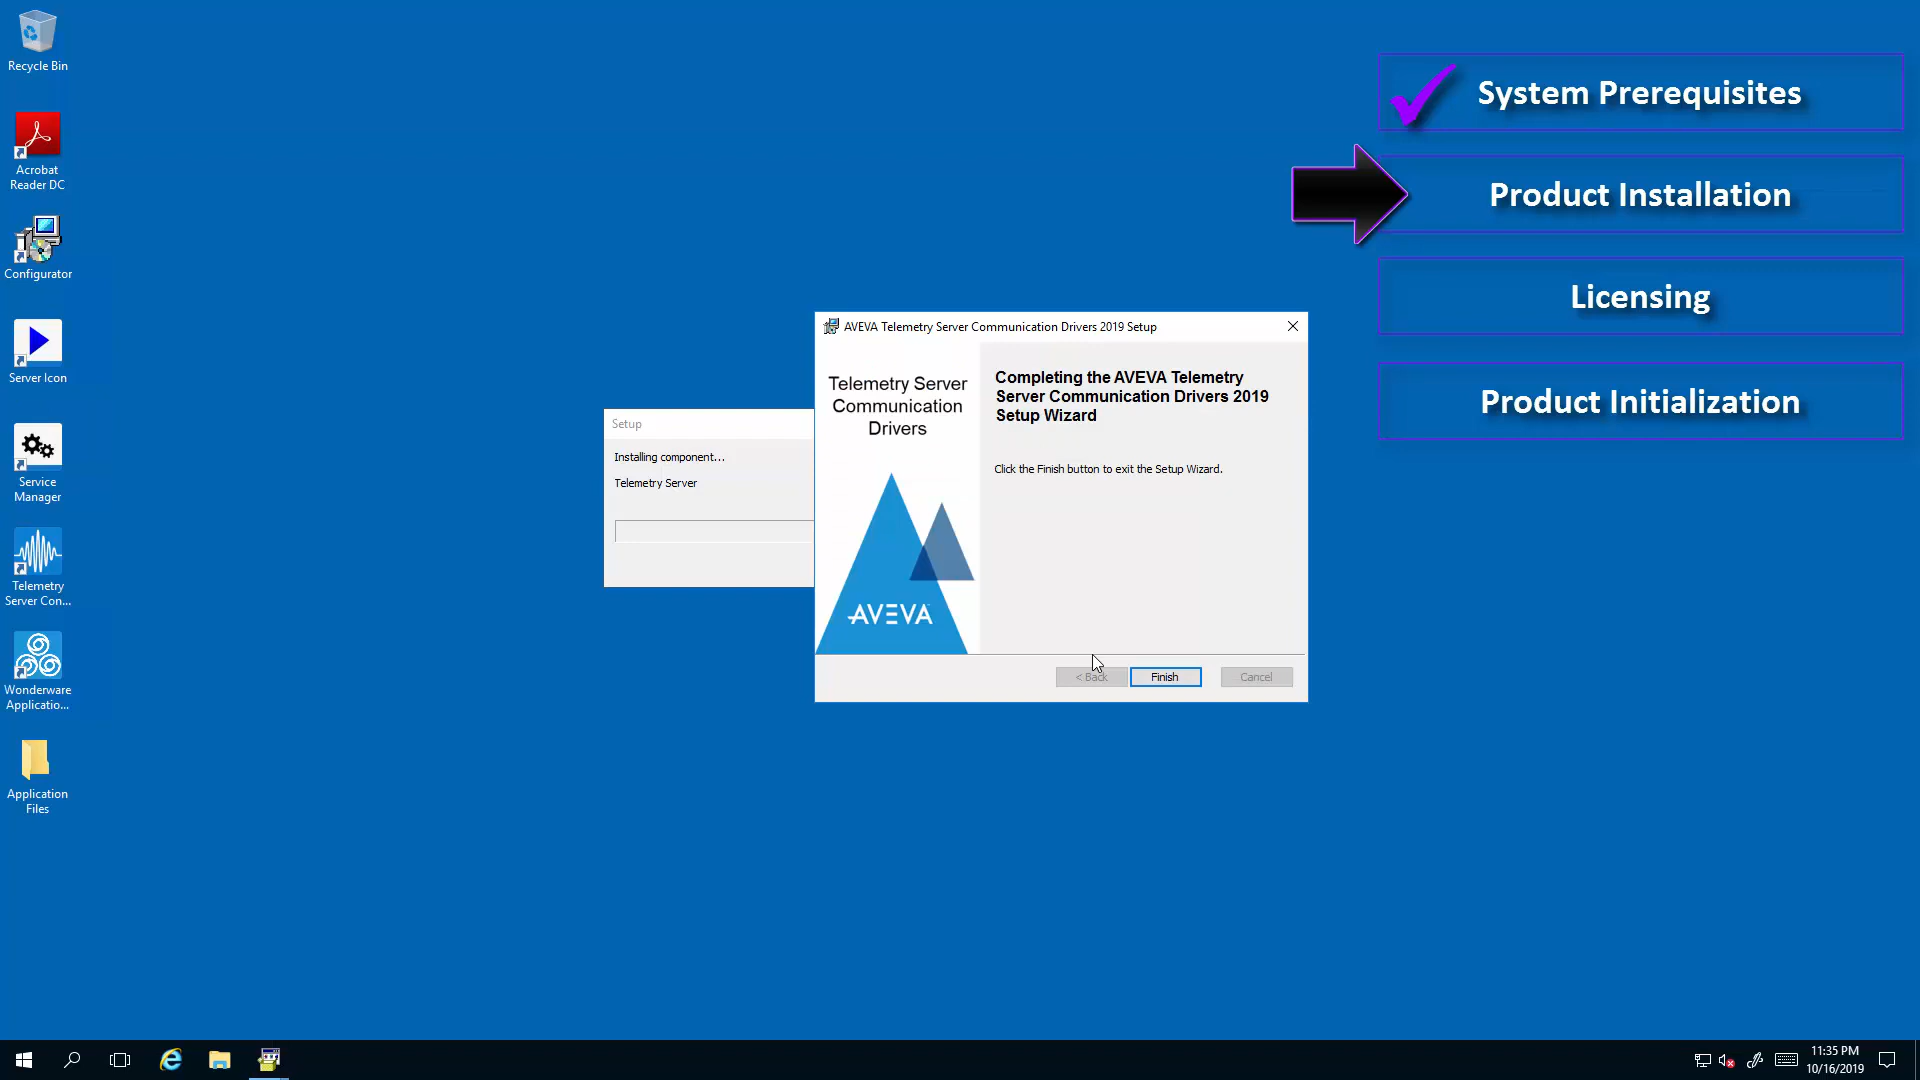 Recycle Bin
Acrobat
Reader DC
Configurator
Server Icon
Service
Manager
Telemetry
Server Con...
Wonderware
Applicatio...
Application
Files
Setup
Installing component...
Telemetry Server
AVEVA Telemetry Server Communication Drivers 2019 Setup
Telemetry Server
Communication
Drivers
AVEVA
Completing the AVEVA Telemetry
Server Communication Drivers 2019
Setup Wizard
Click the Finish button to exit the Setup Wizard.
< Back
Finish
Cancel
System Prerequisites
Product Installation
Licensing
Product Initialization
11:35 PM
10/16/2019